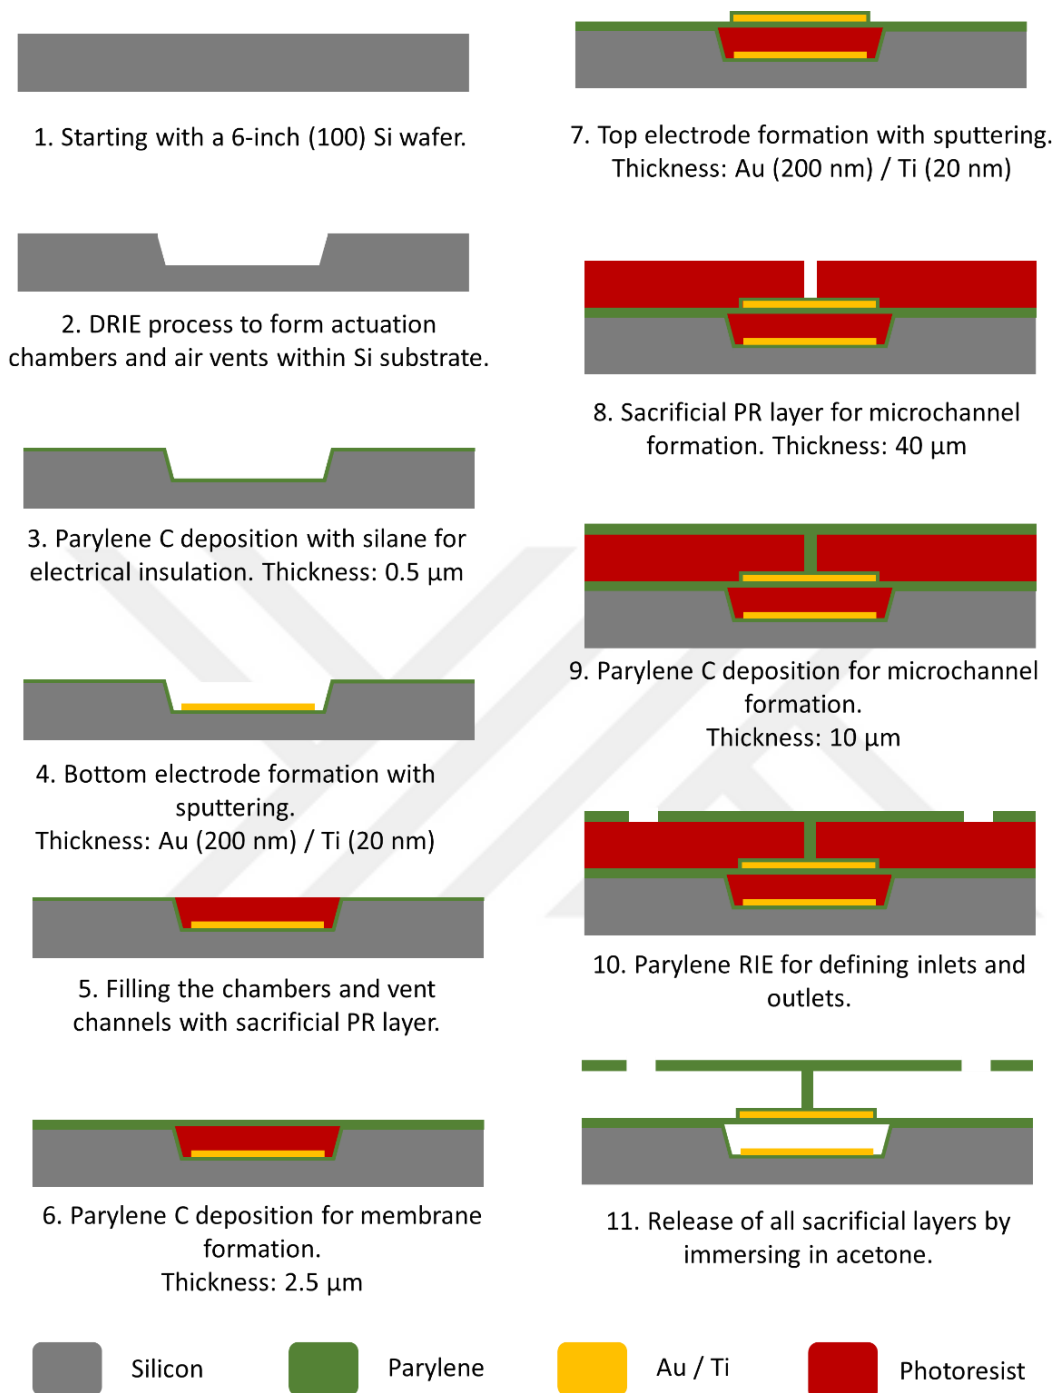 1. Starting with a 6-inch (100) Si wafer.
2. DRIE process to form actuation
chambers and air vents within Si substrate.
3. Parylene C deposition with silane for
electrical insulation. Thickness: 0.5 µm
4. Bottom electrode formation with
sputtering.
Thickness: Au (200 nm) / Ti (20 nm)
5. Filling the chambers and vent
channels with sacrificial PR layer.
6. Parylene C deposition for membrane
formation.
Thickness: 2.5 µm
7. Top electrode formation with sputtering.
Thickness: Au (200 nm) / Ti (20 nm)
8. Sacrificial PR layer for microchannel
formation. Thickness: 40 µm
9. Parylene C deposition for microchannel
formation.
Thickness: 10 µm
10. Parylene RIE for defining inlets and
outlets.
11. Release of all sacrificial layers by
immersing in acetone.
Silicon
Parylene
Au / Ti
Photoresist